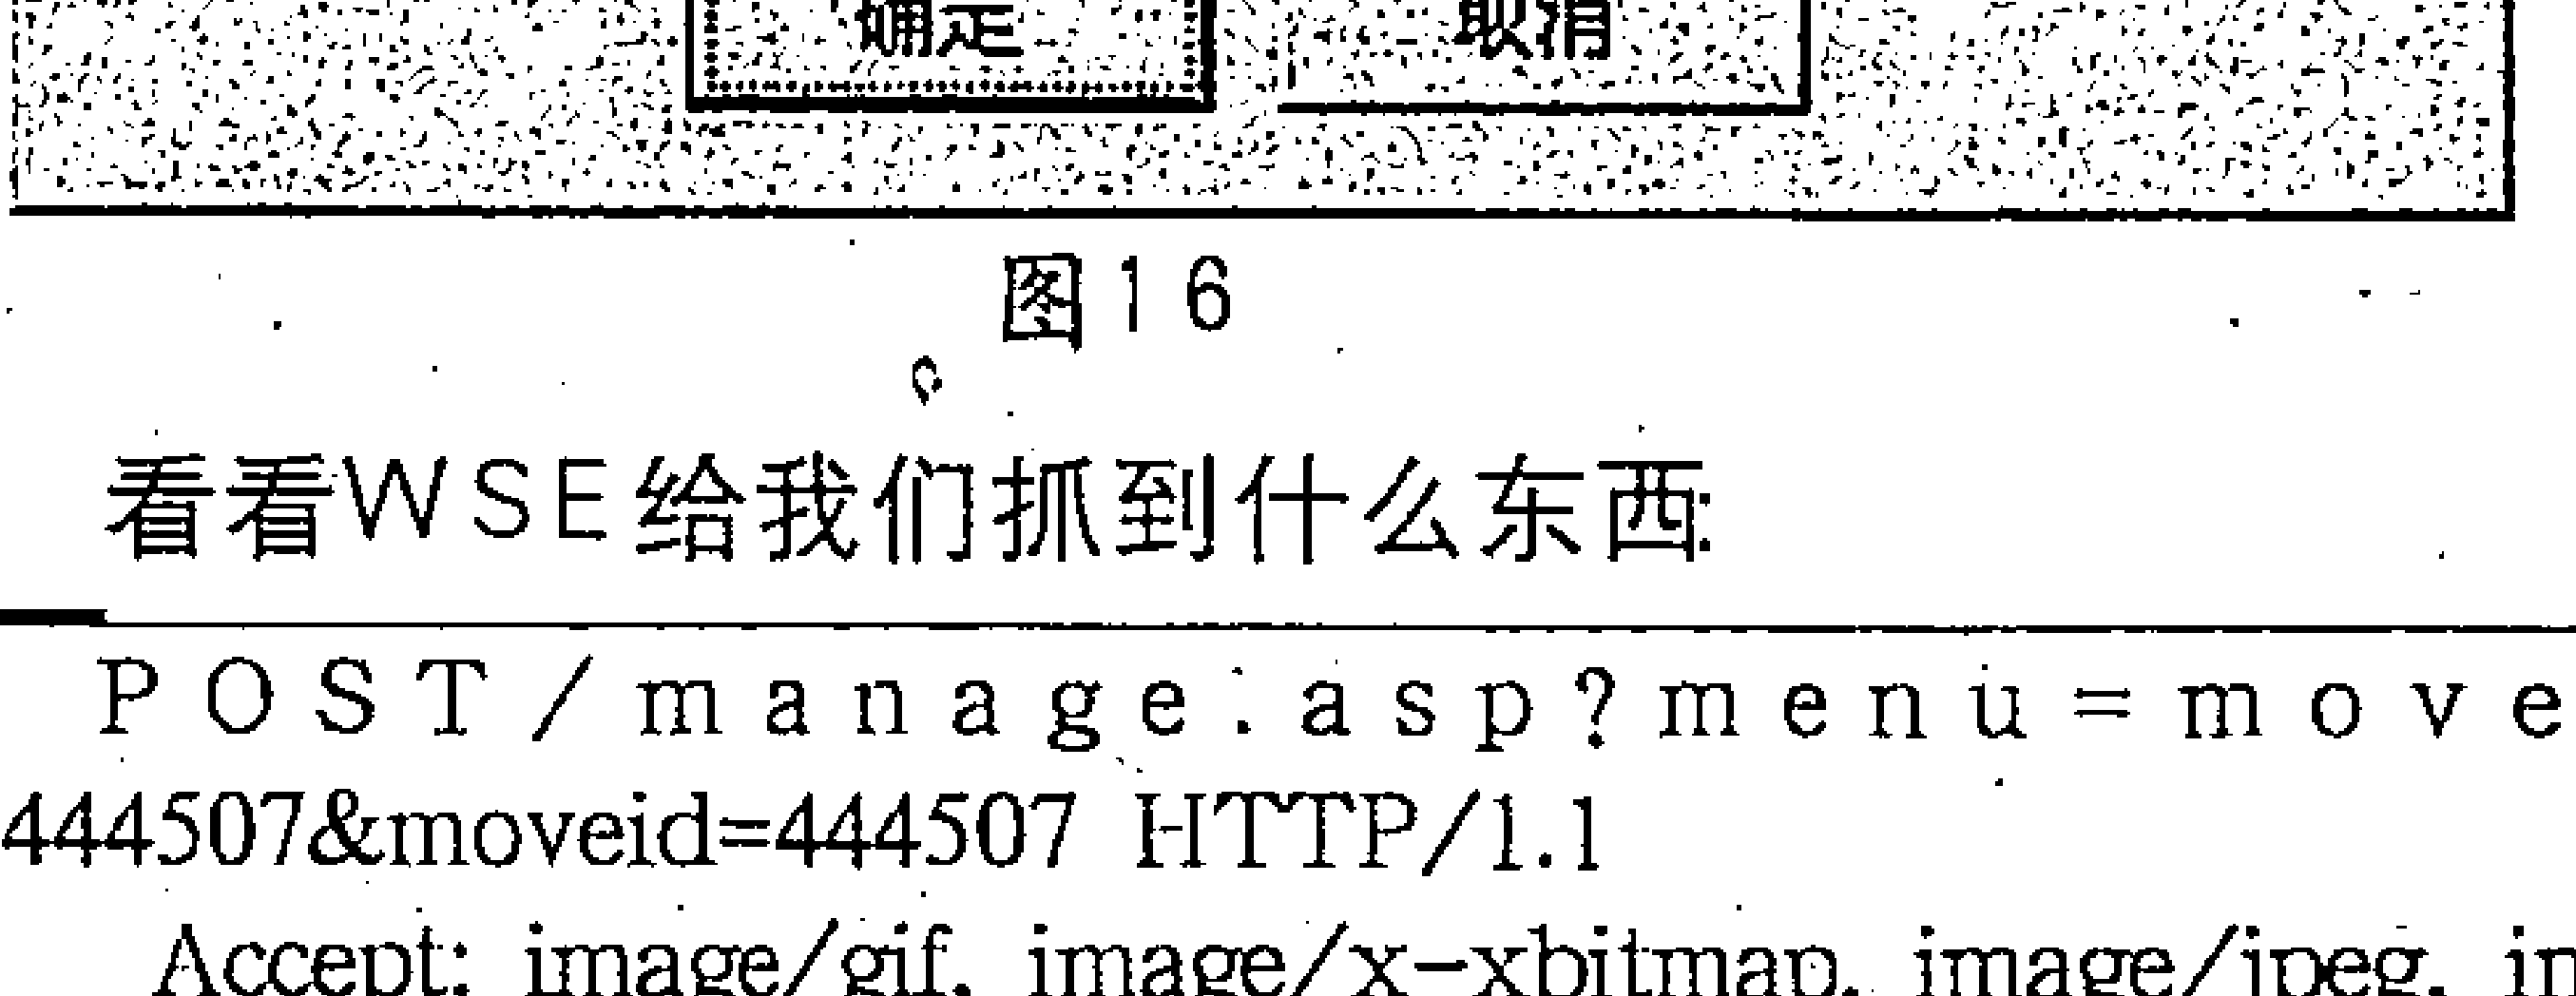 确定 取消
图16
看看WSE给我们抓到什么东西:
POST/manage.asp?menu=move
444507&moveid=444507 HTTP/1.1
Accept: image/gif, image/x-xbitmap, image/jpeg,